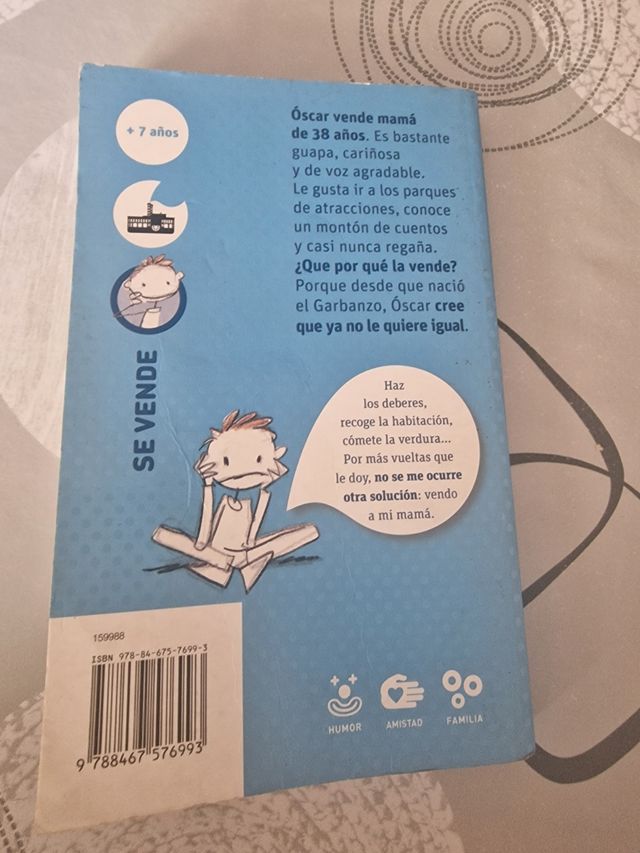 + 7 años
Óscar vende mamá
de 38 años. Es bastante
guapa, cariñosa
y de voz agradable.
Le gusta ir a los parques
de atracciones, conoce
un montón de cuentos
y casi nunca regaña.
¿Que por qué la vende?
Porque desde que nació
el Garbanzo, Óscar cree
que ya no le quiere igual.
SE VENDE
Haz
los deberes,
recoge la habitación,
cómete la verdura...
Por más vueltas que
le doy, no se me ocurre
otra solución: vendo
a mi mamá.
159988
ISBN 978-84-675-7699-3
9 788467 576993
HUMOR
AMISTAD
FAMILIA